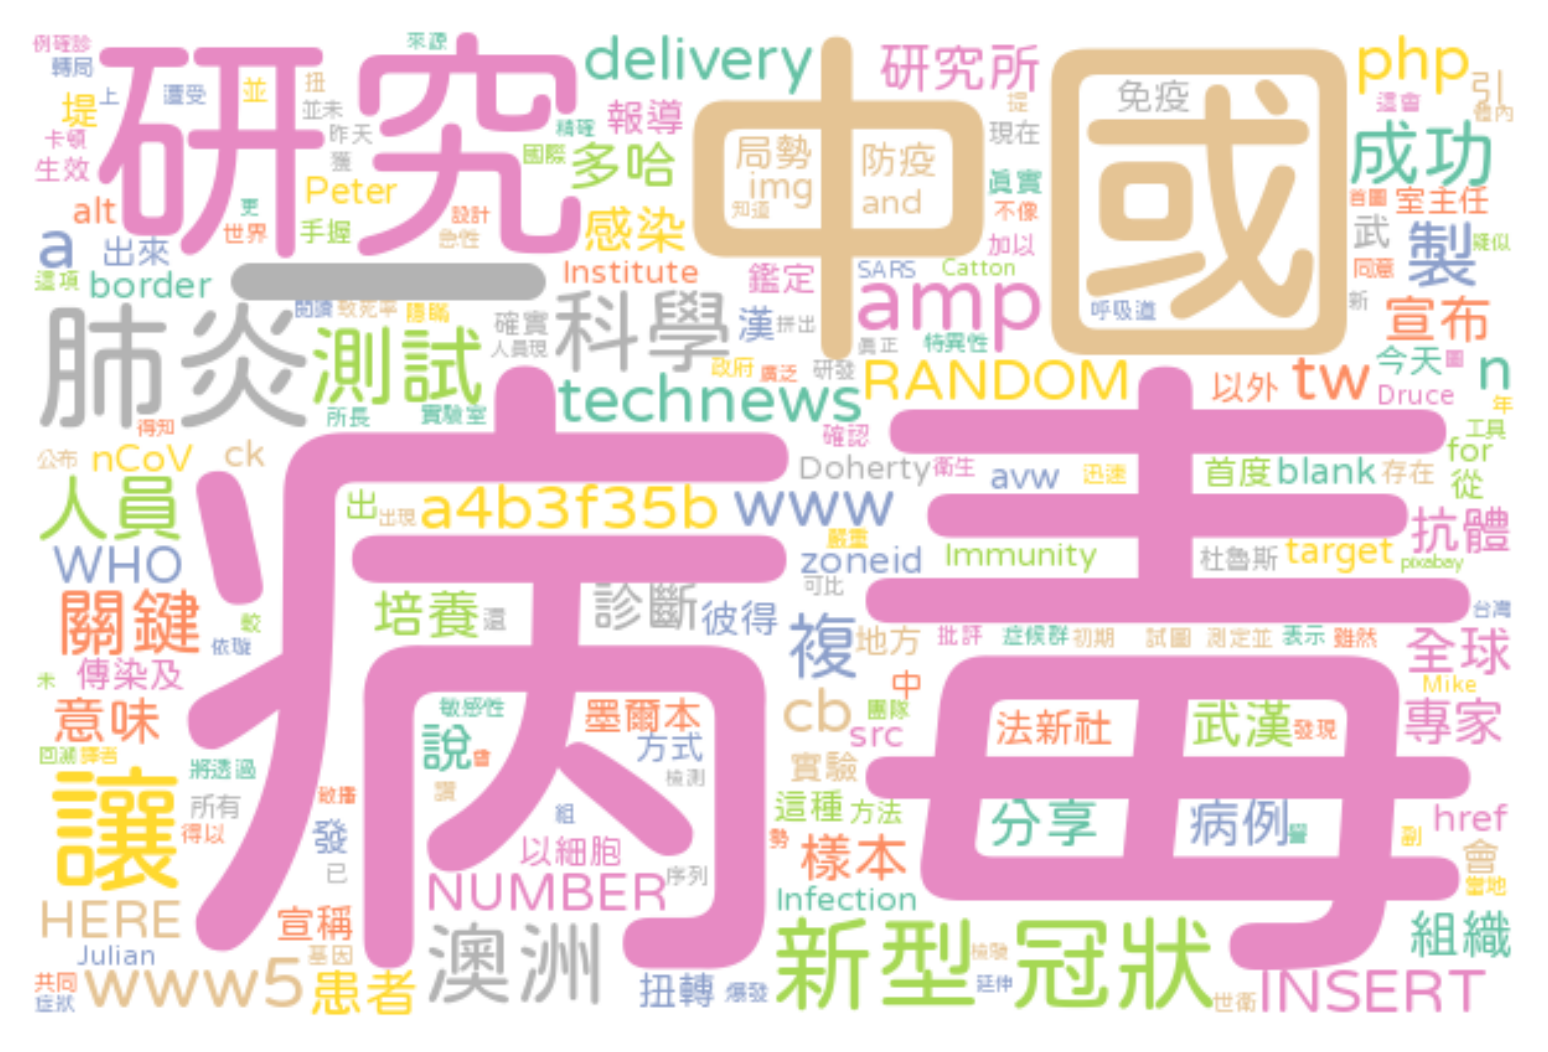 例確診
來源
研究
delivery
中國
研究所
php
轉局
上
遭受
並
扭
堤
並未
報導
提
免疫
這會
引
體內
卡頓
昨天
精確
現在
局勢
防疫
成功
生效
獲
國際
多哈
img
and
知道
真實
alt
Peter
更
世界
手握
設計
急性
感染
不像
首圖
室主任
a
出來
加以
武
製
疑似
這項
border
一
Institute
鑑定
SARS
Catton
同意
肺炎
閱讀
致死率
隱瞞
確實
人員現
科學
漢
拼出
amp
呼吸道
新
宣布
測試
真正
特異性
政府
廣泛
研發
今天
圖
n
得知
所長
實驗室
technews
RANDOM
以外
tw
Druce
年
公布
nCoV
ck
病毒
確認
Doherty
衛生
avw
迅速
首度
blank
存在
工具
for
從
人員
出
出現
a4b3f35b
www
抗體
WHO
嚴重
zoneid
Immunity
杜魯斯
target
pixabay
關鍵
較
依璇
培養
還
診斷
彼得
可比
複
地方
批評
症候群
初期
試圖
測定並
表示
雖然
台灣
全球
未
傳染及
中
Mike
意味
敏感性
說
會
墨爾本
方式
cb
團隊
src
法新社
武漢
發現
專家
回溯
譯者
將透過
讚
檢測
實驗
讓
所有
得以
散播
發
組
這種
方法
分享
病例
譽
href
副
已
以細胞
勢
樣本
會
當地
NUMBER
序列
Infection
HERE
宣稱
澳洲
新型
冠狀
組織
Julian
基因
檢發
共同
症狀
www5
患者
扭轉
爆發
延伸
世衛
INSERT